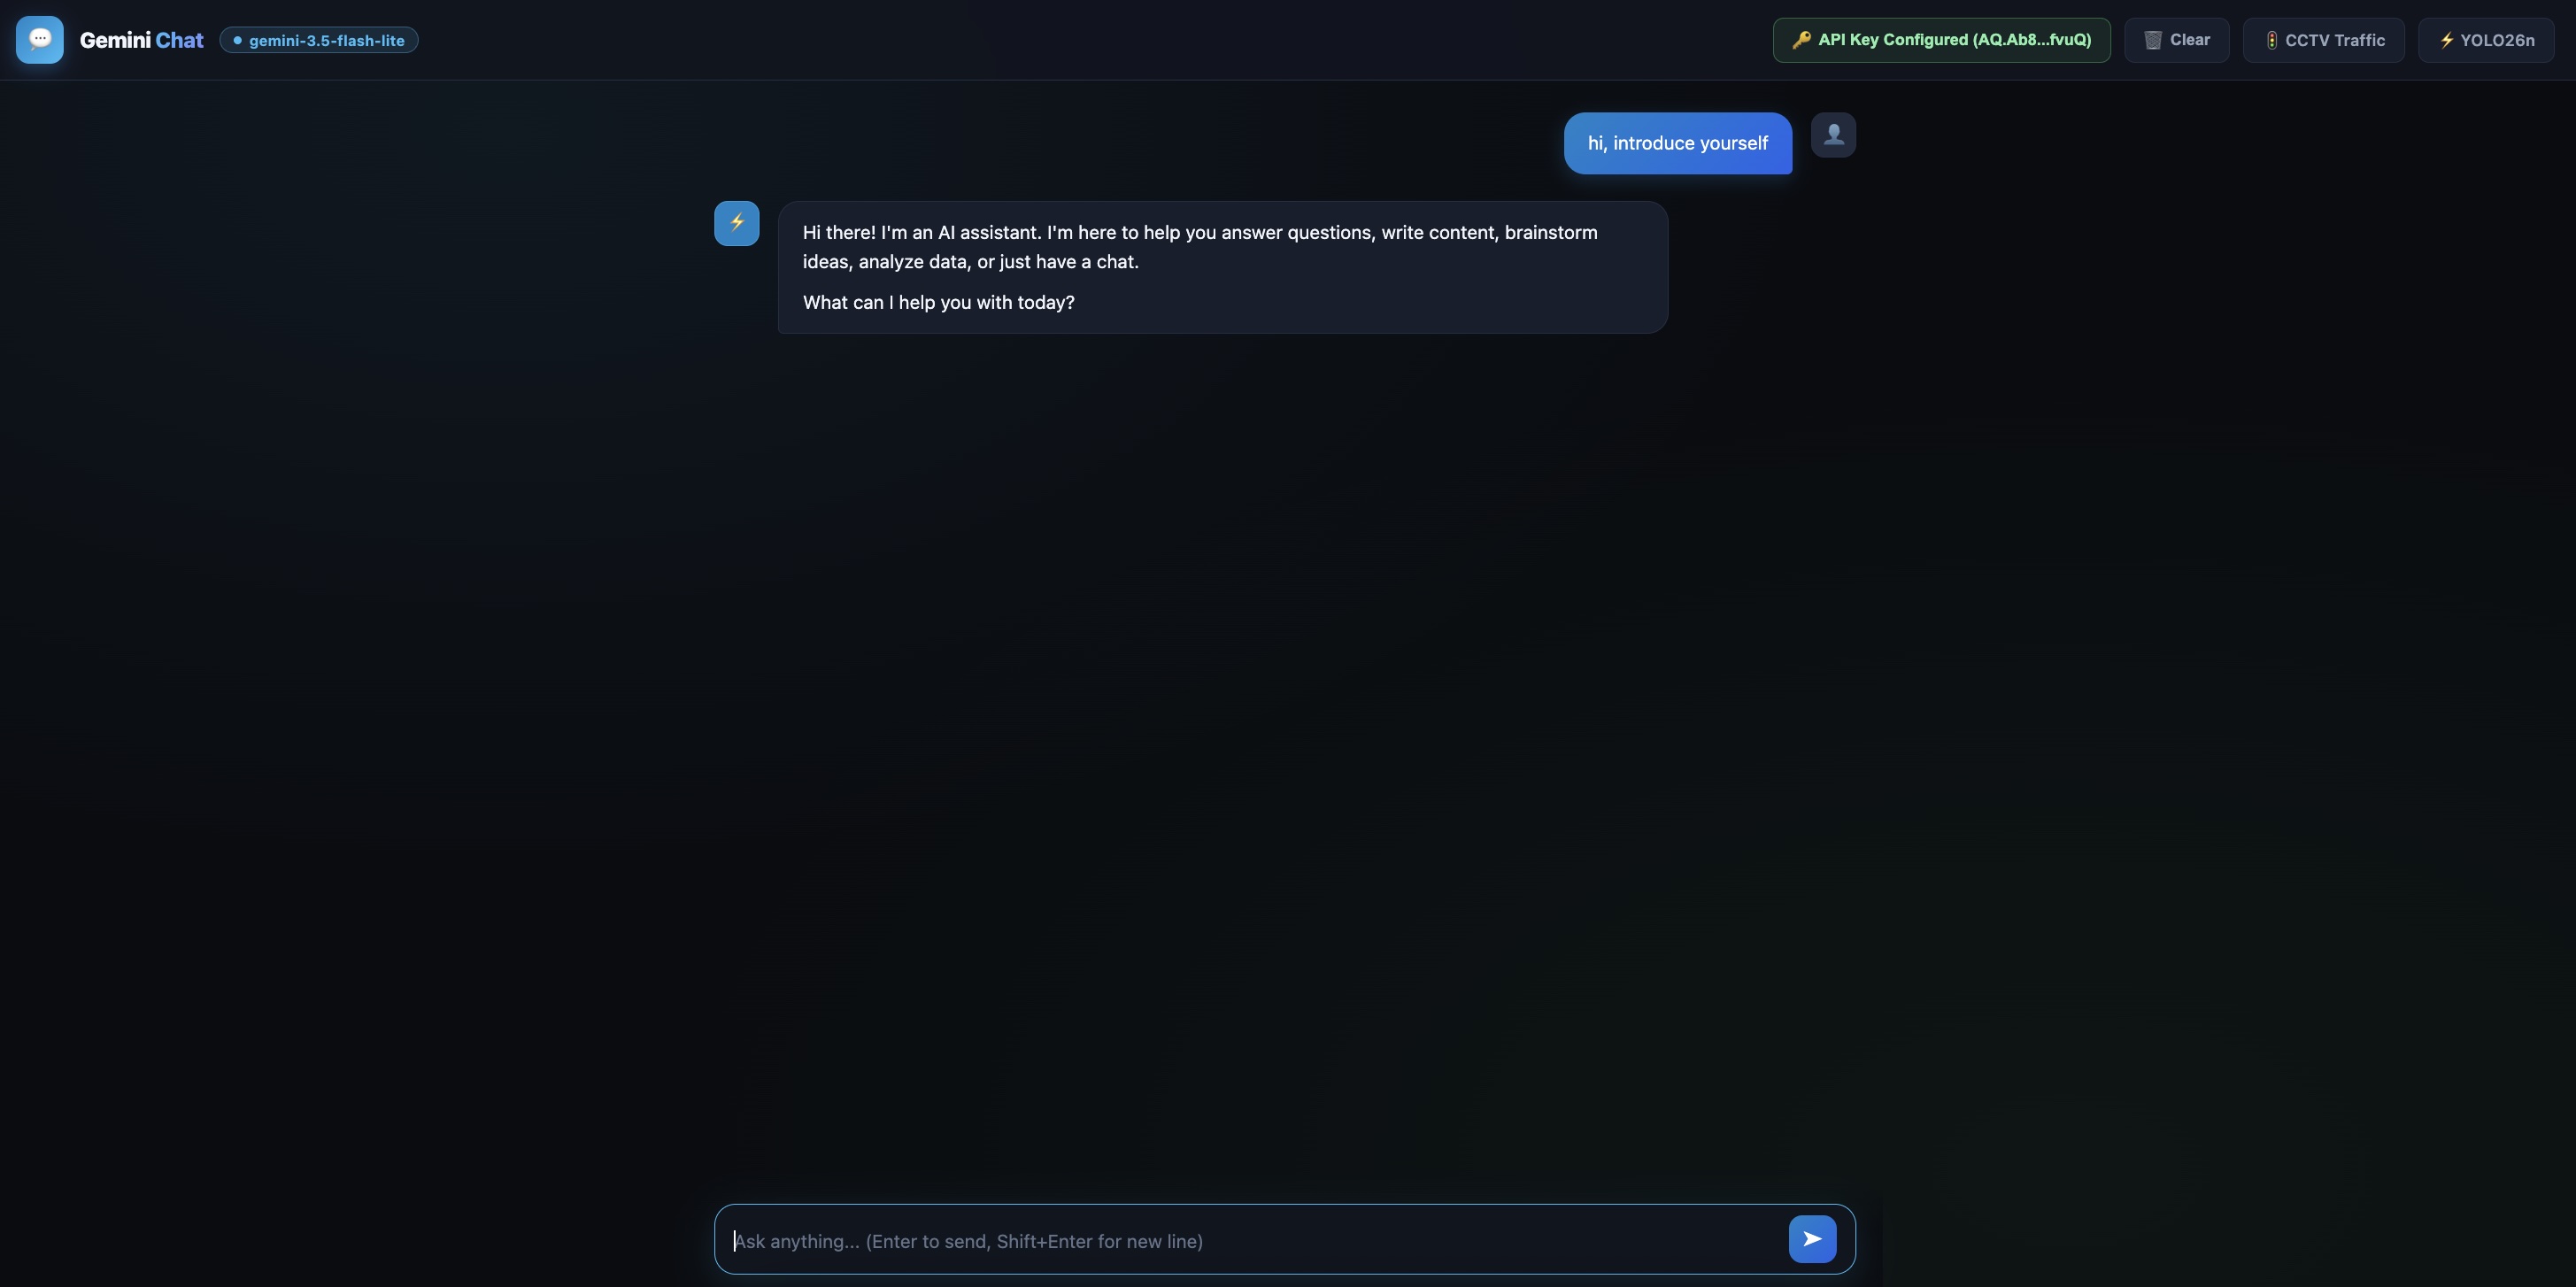 Gemini Chat
gemini-3.5-flash-lite
API Key Configured (AQ.Ab8...fvuQ)
Clear
CCTV Traffic
YOLO26n
hi, introduce yourself
Hi there! I'm an AI assistant. I'm here to help you answer questions, write content, brainstorm
ideas, analyze data, or just have a chat.
What can I help you with today?
Ask anything... (Enter to send, Shift+Enter for new line)